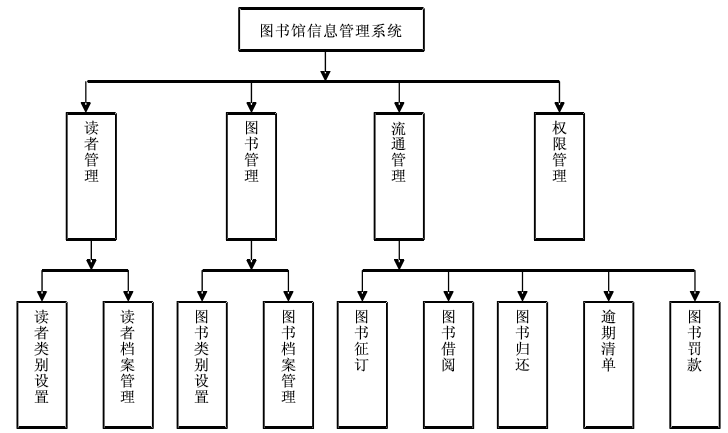 图书馆信息管理系统
读者管理
图书管理
流通管理
权限管理
读者类别设置
读者档案管理
图书类别设置
图书档案管理
图书征订
图书借阅
图书归还
逾期清单
图书罚款